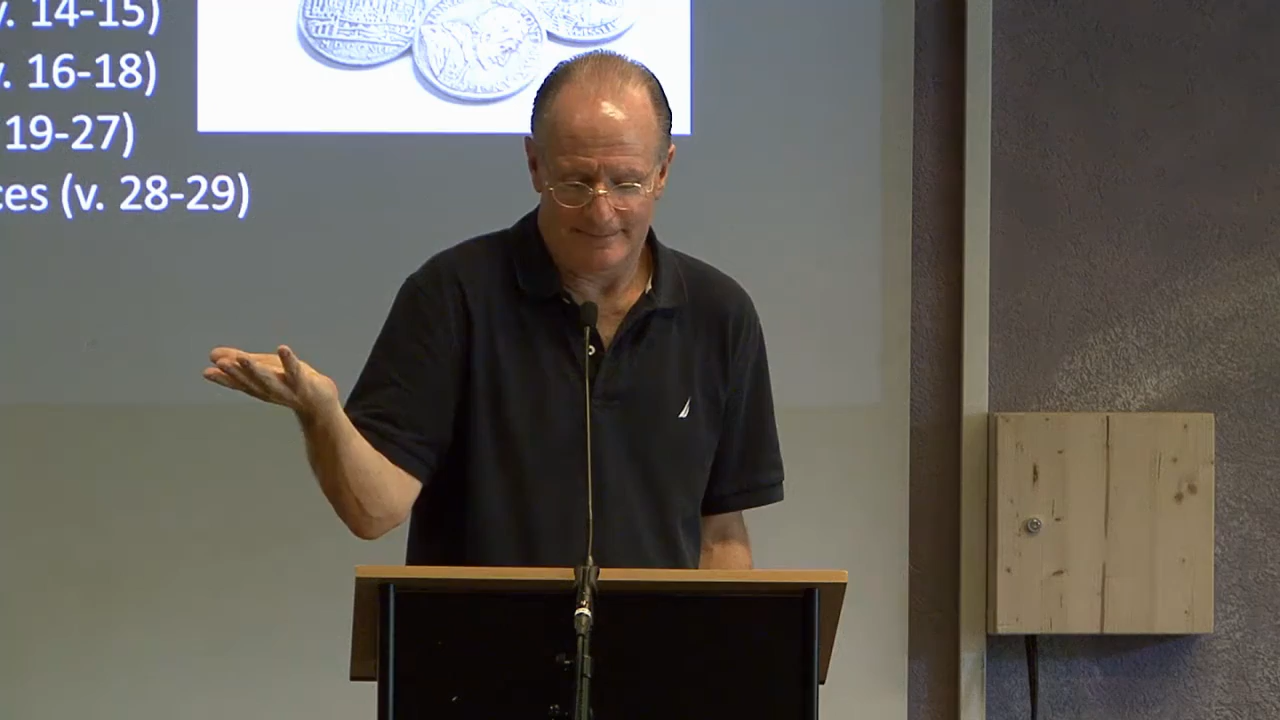 v. 14-15)
v. 16-18)
19-27)
ces (v. 28-29)